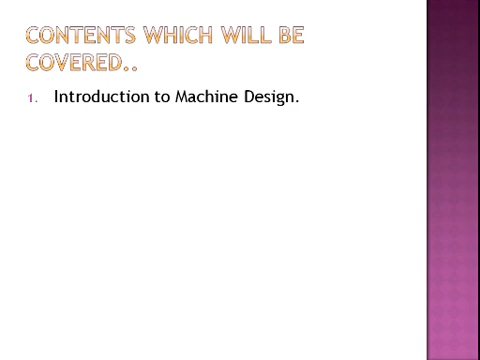 CONTENTS WHICH WILL BE
COVERED..
1. Introduction to Machine Design.